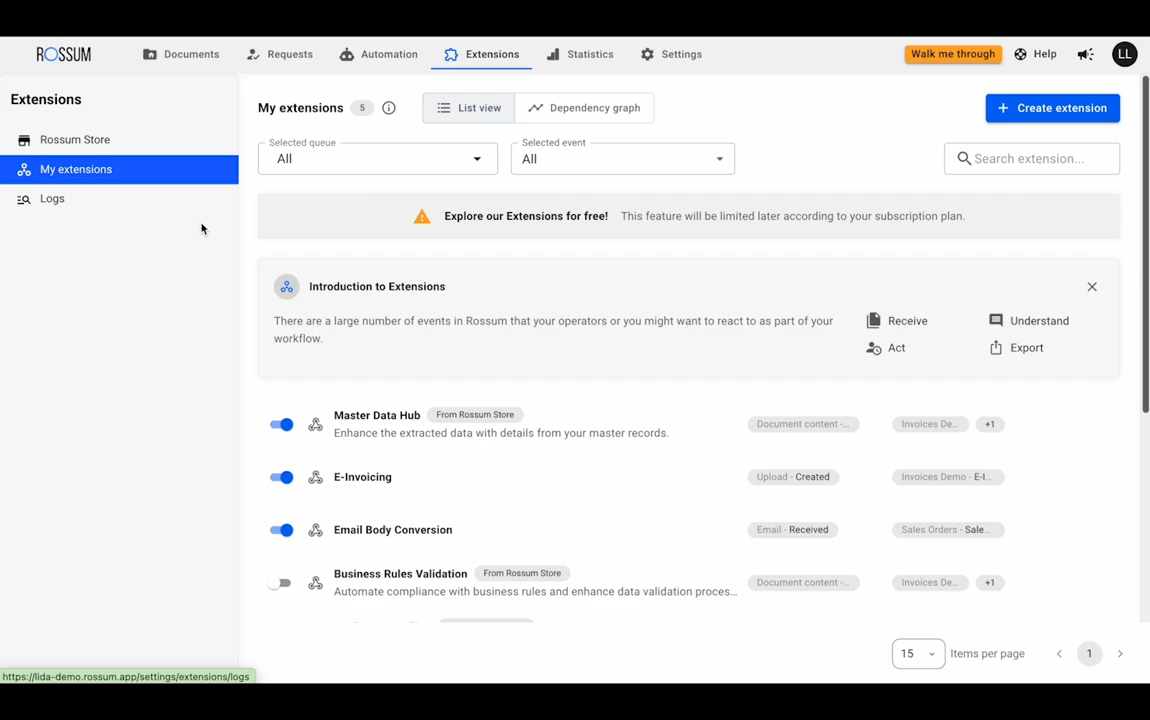 ROSSUM
Documents
Requests
Automation
Extensions
Statistics
Settings
Walk me through
Help
LL
Extensions
Rossum Store
My extensions
Logs
My extensions 5
List view
Dependency graph
Create extension
Selected queue
All
Selected event
All
Search extension...
Explore our Extensions for free! This feature will be limited later according to your subscription plan.
Introduction to Extensions
There are a large number of events in Rossum that your operators or you might want to react to as part of your
workflow.
Receive
Understand
Act
Export
Master Data Hub From Rossum Store
Enhance the extracted data with details from your master records.
Document content -...
Invoices De... +1
E-Invoicing
Upload - Created
Invoices Demo - E-I...
Email Body Conversion
Email - Received
Sales Orders - Sale...
Business Rules Validation From Rossum Store
Automate compliance with business rules and enhance data validation proces...
Document content -...
Invoices De... +1
15 Items per page
1
https://lida-demo.rossum.app/settings/extensions/logs